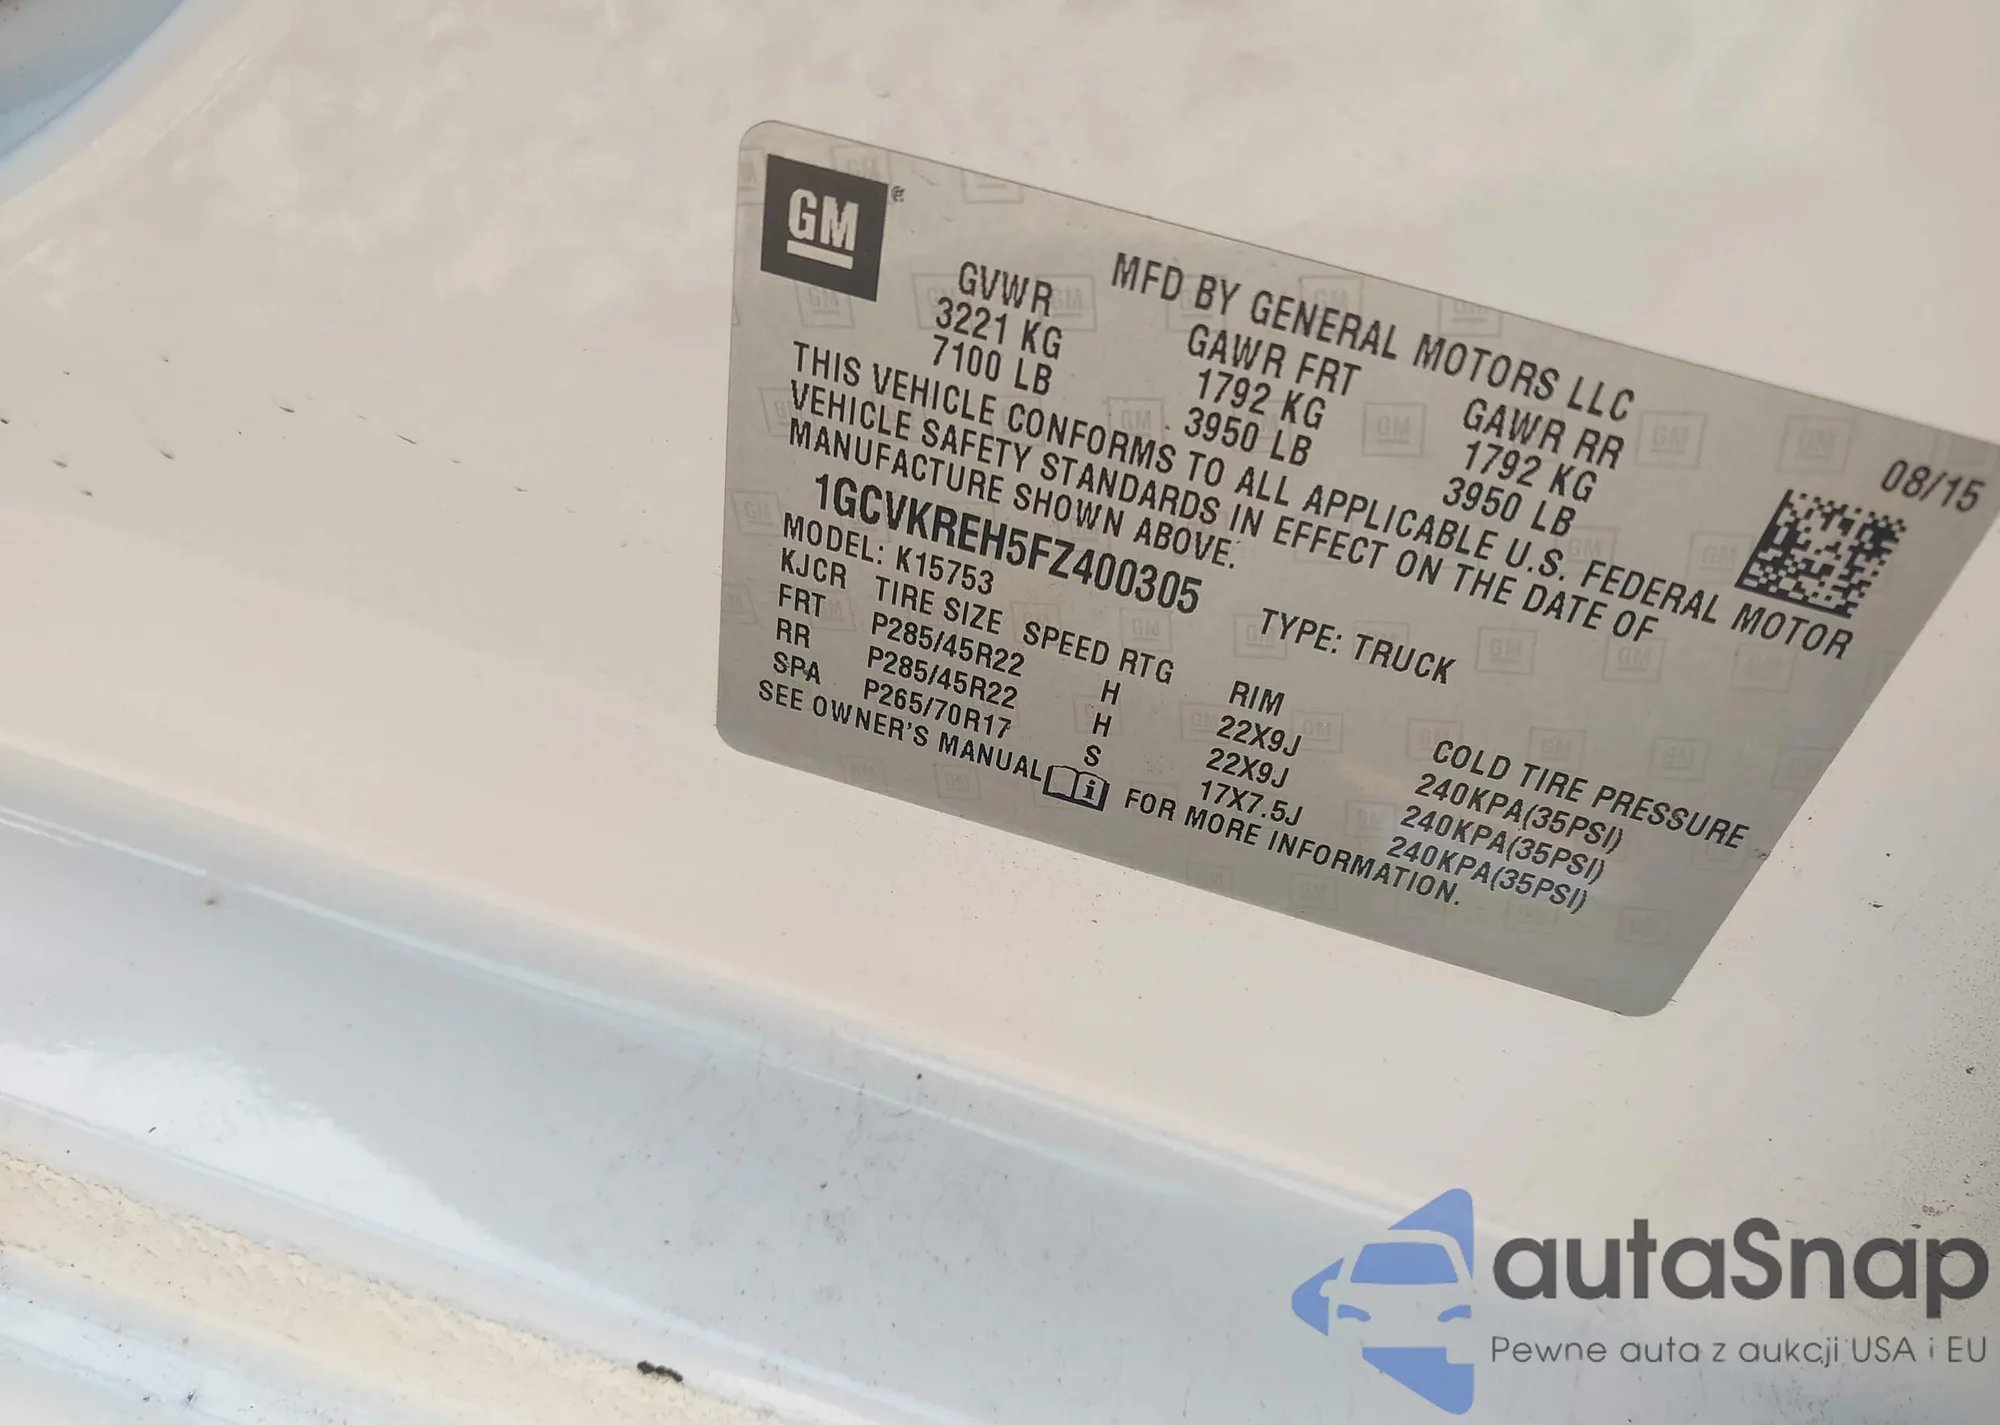 GM
MFD BY GENERAL MOTORS LLC
08/15
GVWR GAWR FRT GAWR RR
3221 KG 1792 KG 1792 KG
7100 LB 3950 LB 3950 LB
THIS VEHICLE CONFORMS TO ALL APPLICABLE U.S. FEDERAL MOTOR
VEHICLE SAFETY STANDARDS IN EFFECT ON THE DATE OF
MANUFACTURE SHOWN ABOVE.
1GCVKREH5FZ400305 TYPE: TRUCK
MODEL: K15753
KJCR TIRE SIZE SPEED RTG RIM COLD TIRE PRESSURE
FRT P285/45R22 H 22X9J 240KPA(35PSI)
RR P285/45R22 H 22X9J 240KPA(35PSI)
SPA P265/70R17 S 17X7.5J 240KPA(35PSI)
SEE OWNER'S MANUAL i FOR MORE INFORMATION.
autaSnap
Pewne auta z aukcji USA i EU